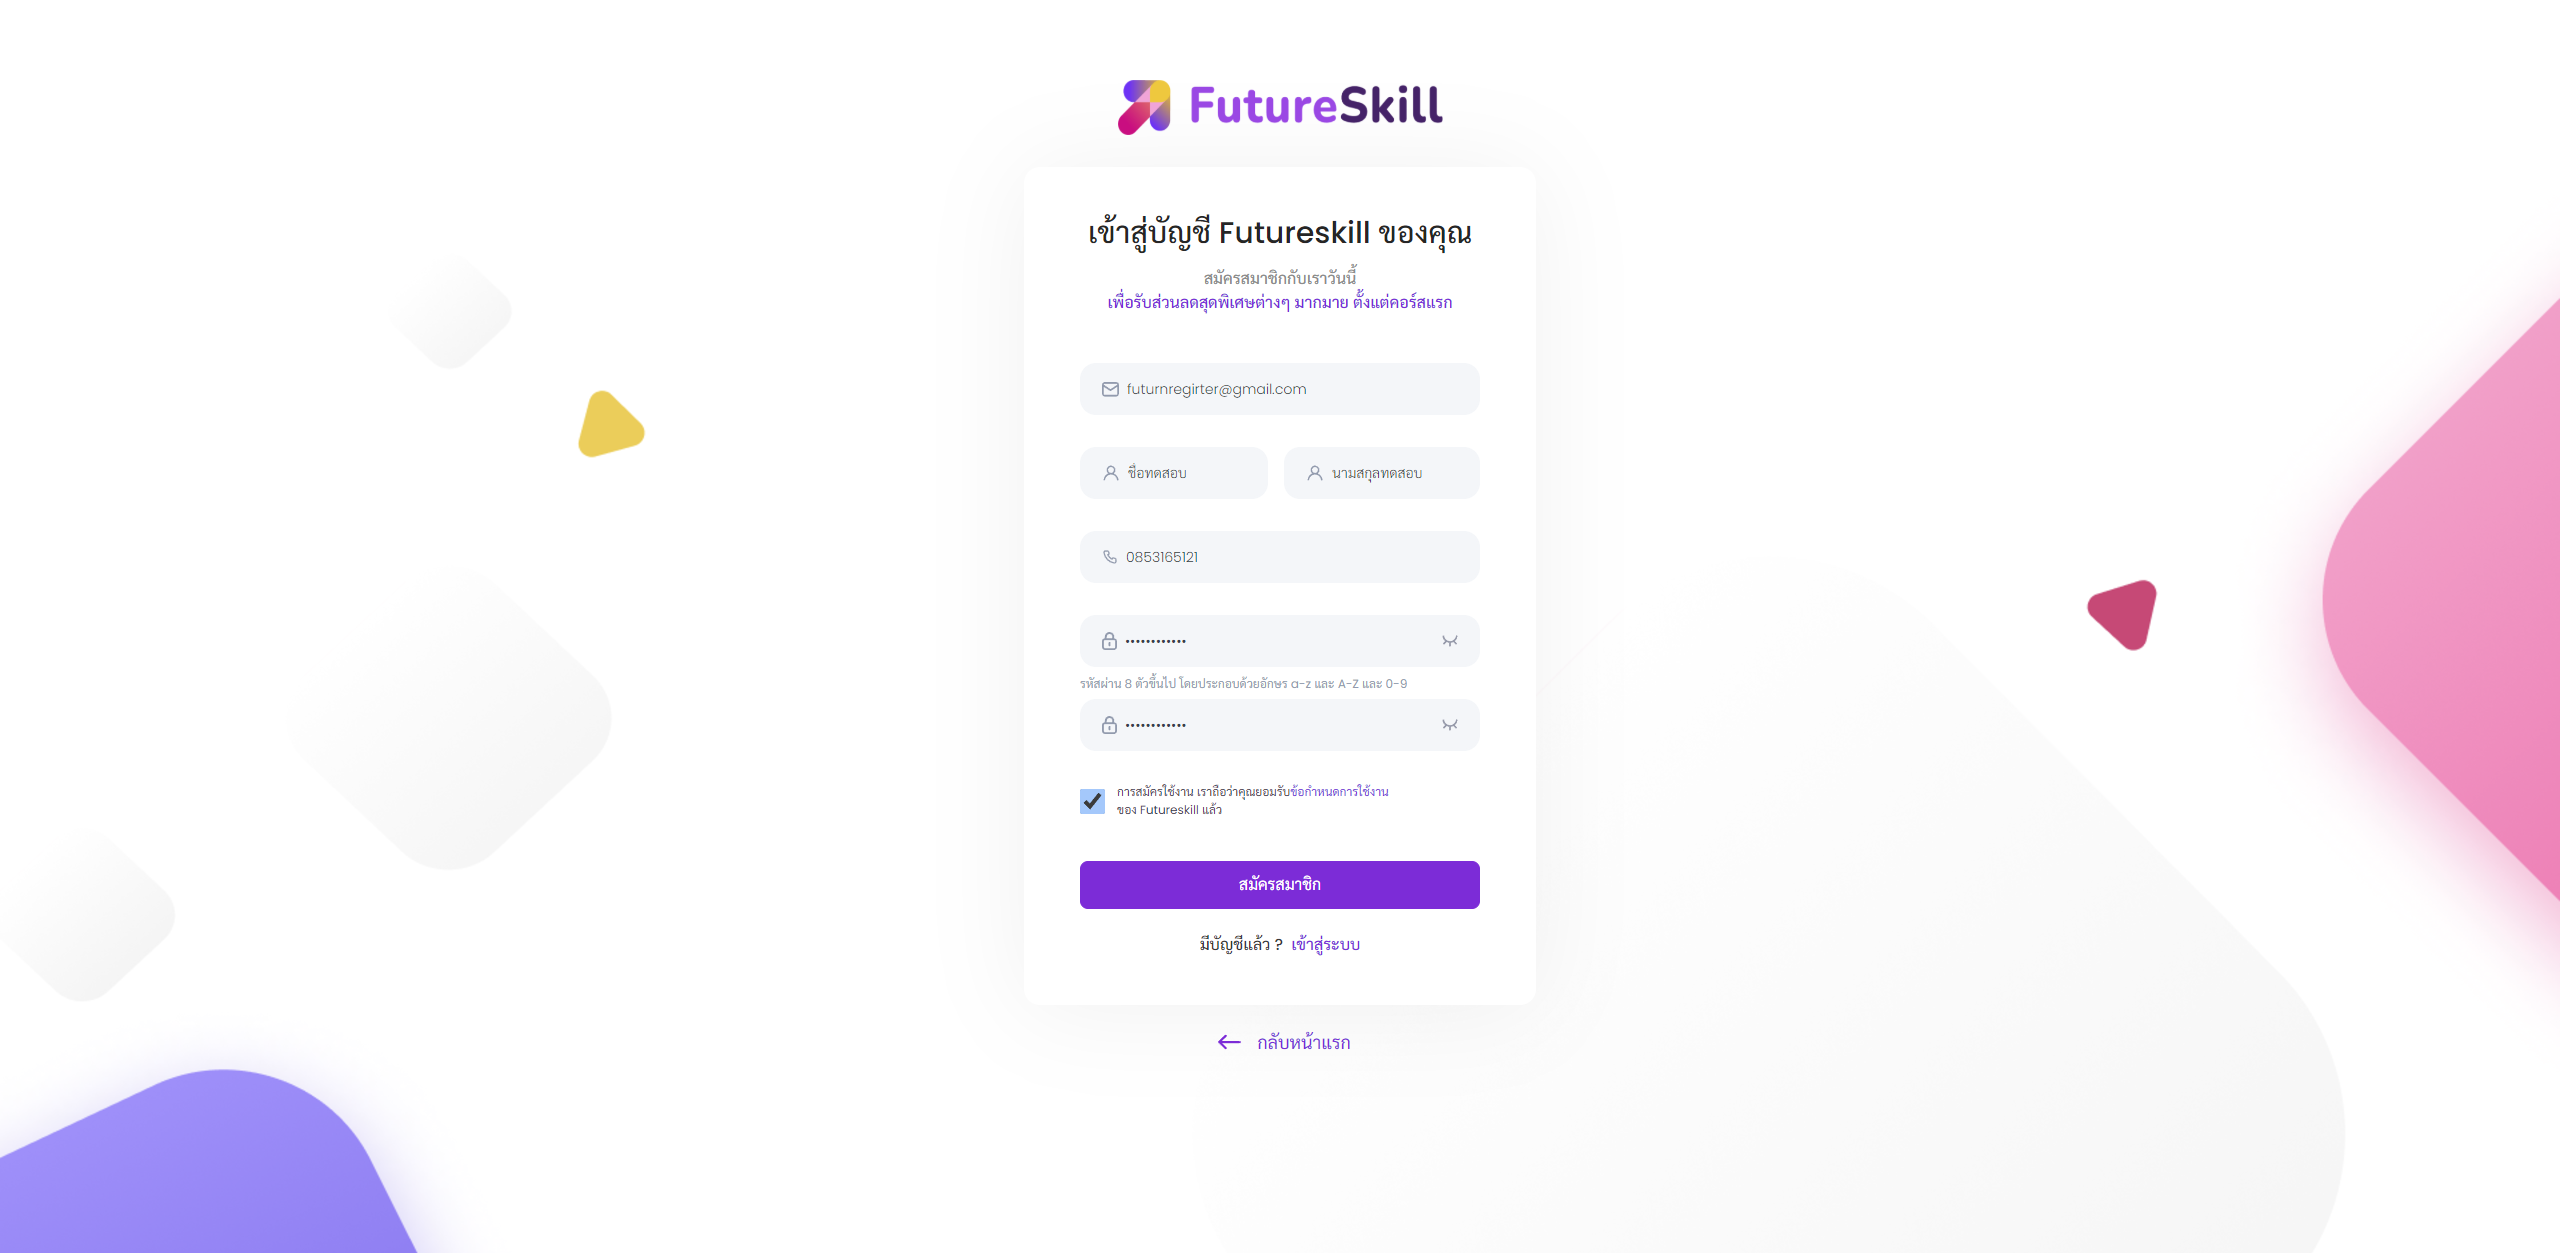 FutureSkill
เข้าสู่บัญชี Futureskill ของคุณ
สมัครสมาชิกกับเราวันนี้
เพื่อรับส่วนลดสุดพิเศษต่างๆ มากมาย ตั้งแต่คอร์สแรก
futurnregirter@gmail.com
ชื่อทดสอบ นามสกุลทดสอบ
0853165121
••••••••••••
รหัสผ่าน 8 ตัวขึ้นไป โดยประกอบด้วยอักษร a-z และ A-Z และ 0-9
••••••••••••
การสมัครใช้งาน เราถือว่าคุณยอมรับข้อกำหนดการใช้งาน
ของ Futureskill แล้ว
สมัครสมาชิก
มีบัญชีแล้ว ? เข้าสู่ระบบ
กลับหน้าแรก